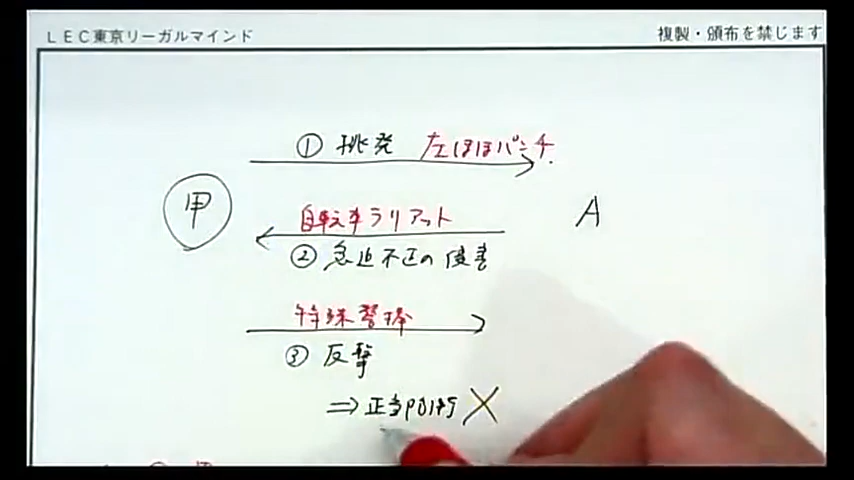 LEC東京リーガルマインド
複製・頒布を禁じます
① 挑発 左ほほパンチ
甲
自転車ラリアット
A
② 急迫不正の侵害
特殊警棒
③ 反撃
⇒正当防衛 ×